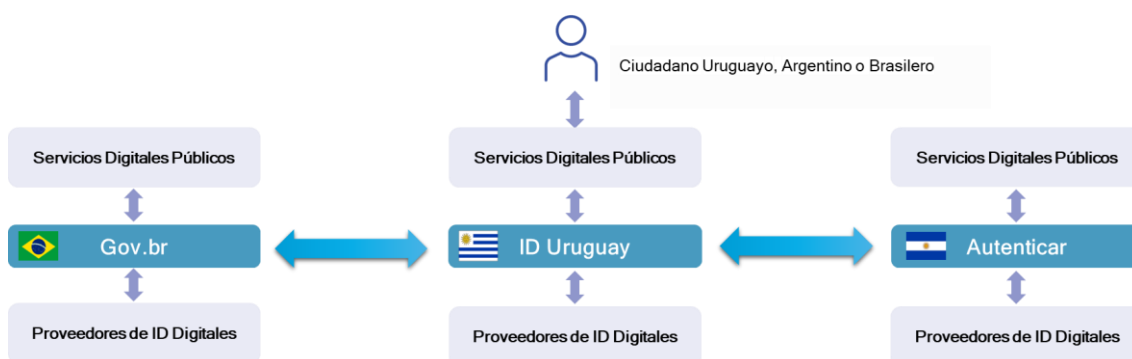 Ciudadano Uruguayo, Argentino o Brasilero
Servicios Digitales Públicos
Servicios Digitales Públicos
Servicios Digitales Públicos
Gov.br
ID Uruguay
Autenticar
Proveedores de ID Digitales
Proveedores de ID Digitales
Proveedores de ID Digitales